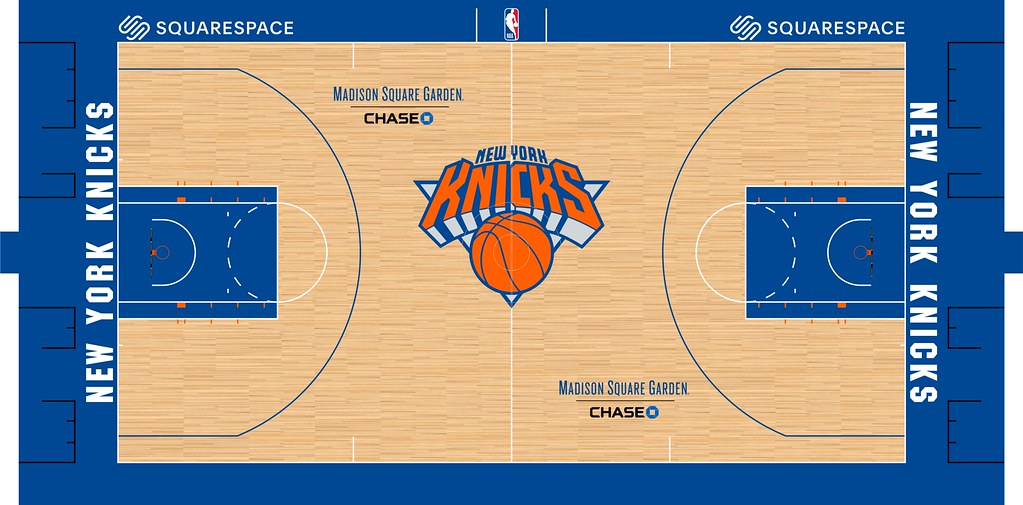 SQUARESPACE
NBA
SQUARESPACE
MADISON SQUARE GARDEN
CHASE
NEW YORK KNICKS
NEW YORK
KNICKS
NEW YORK KNICKS
MADISON SQUARE GARDEN
CHASE